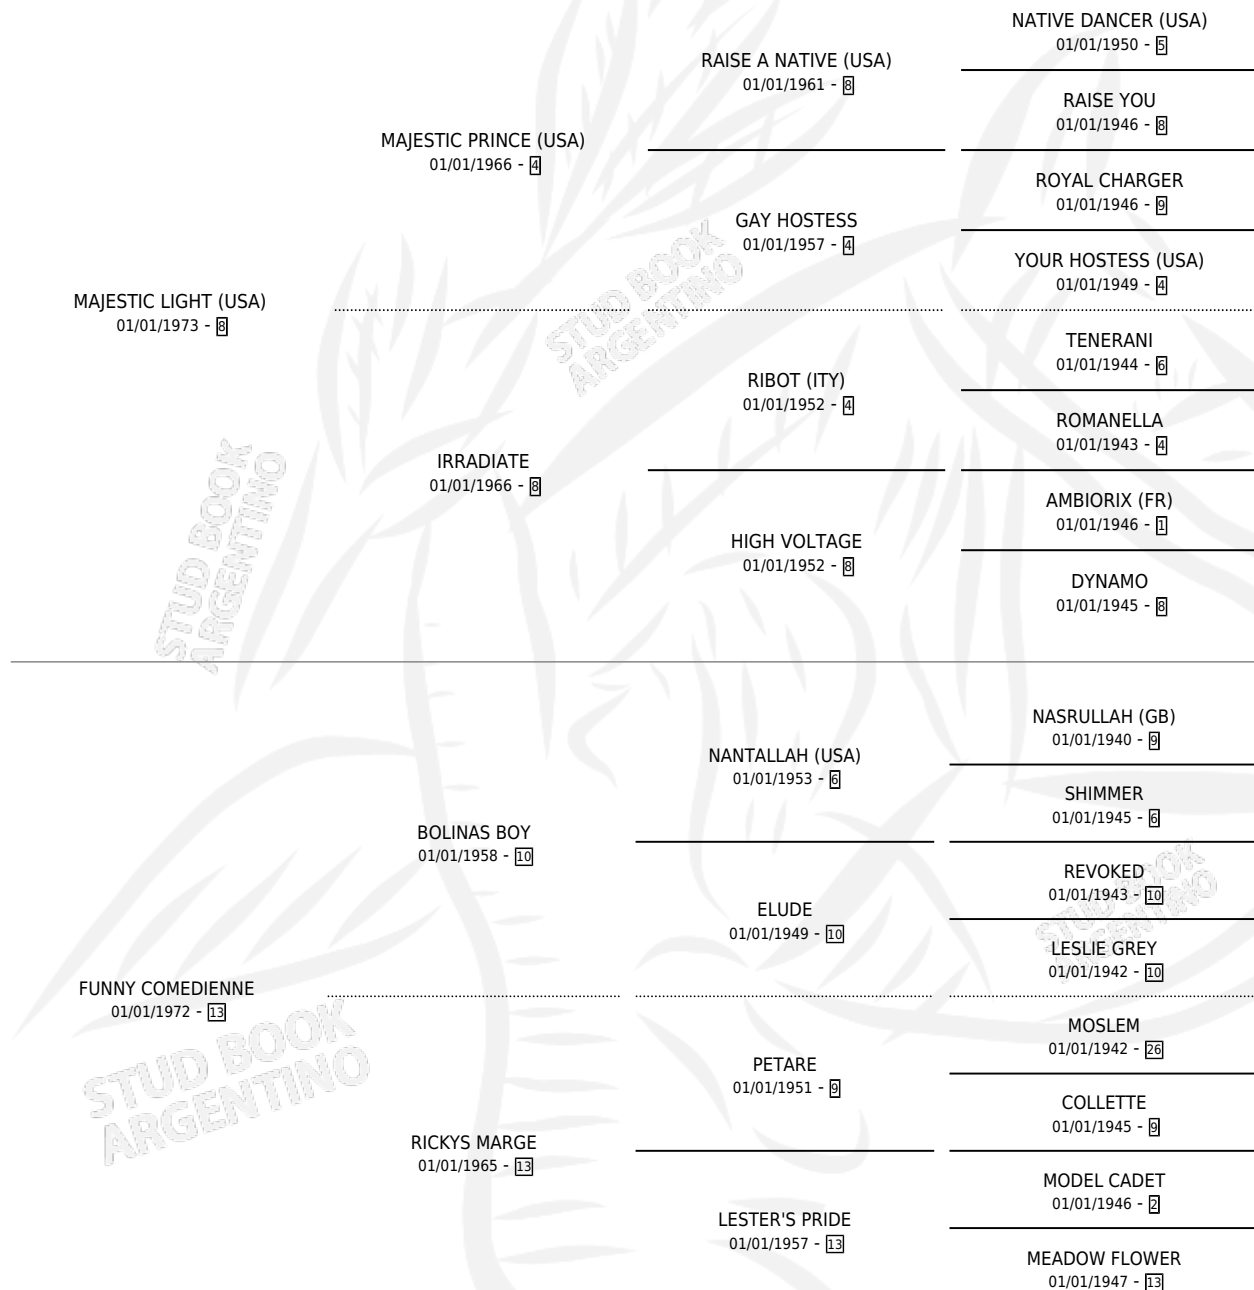 NATIVE DANCER (USA)
01/01/1950 - 5
RAISE A NATIVE (USA)
01/01/1961 - 8
RAISE YOU
01/01/1946 - 8
MAJESTIC PRINCE (USA)
01/01/1966 - 4
ROYAL CHARGER
01/01/1946 - 9
GAY HOSTESS
01/01/1957 - 4
YOUR HOSTESS (USA)
01/01/1949 - 4
MAJESTIC LIGHT (USA)
01/01/1973 - 8
TENERANI
01/01/1944 - 6
RIBOT (ITY)
01/01/1952 - 4
ROMANELLA
01/01/1943 - 4
IRRADIATE
01/01/1966 - 8
AMBIORIX (FR)
01/01/1946 - 1
HIGH VOLTAGE
01/01/1952 - 8
DYNAMO
01/01/1945 - 8
NASRULLAH (GB)
01/01/1940 - 9
NANTALLAH (USA)
01/01/1953 - 6
SHIMMER
01/01/1945 - 6
BOLINAS BOY
01/01/1958 - 10
REVOKED
01/01/1943 - 10
ELUDE
01/01/1949 - 10
LESLIE GREY
01/01/1942 - 10
FUNNY COMEDIENNE
01/01/1972 - 13
MOSLEM
01/01/1942 - 26
PETARE
01/01/1951 - 9
COLLETTE
01/01/1945 - 9
RICKYS MARGE
01/01/1965 - 13
MODEL CADET
01/01/1946 - 2
LESTER'S PRIDE
01/01/1957 - 13
MEADOW FLOWER
01/01/1947 - 13
STUD BOOK
ARGENTINO
STUD BOOK
ARGENTINO
STUD BOOK
ARGENTINO
STUD BOOK
ARGENTINO